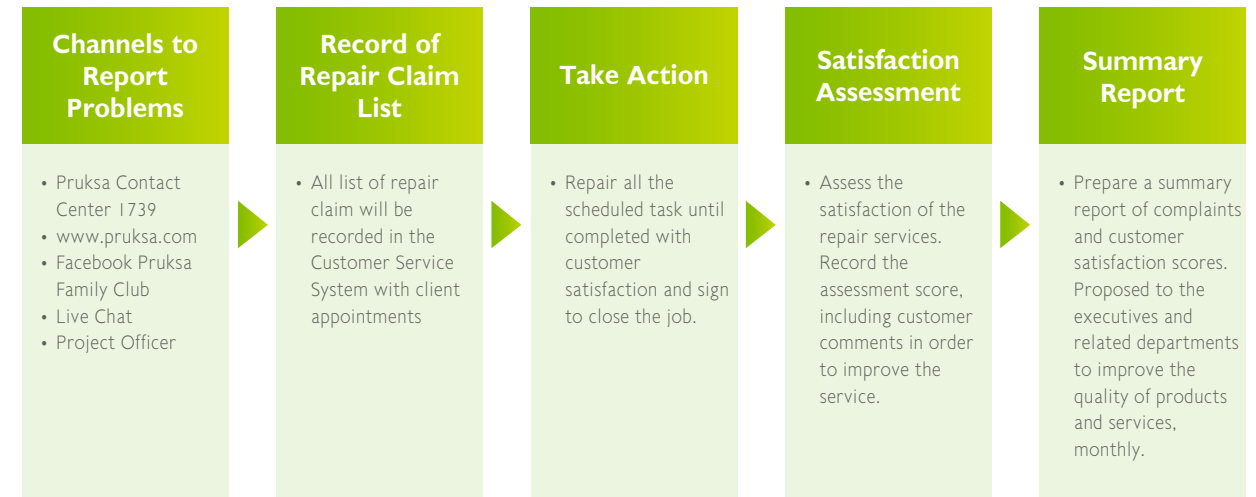 Channels to
Report
Problems
• Pruksa Contact
Center 1739
• www.pruksa.com
• Facebook Pruksa
Family Club
• Live Chat
• Project Officer
Record of
Repair Claim
List
• All list of repair
claim will be
recorded in the
Customer Service
System with client
appointments
Take Action
• Repair all the
scheduled task until
completed with
customer
satisfaction and sign
to close the job.
Satisfaction
Assessment
• Assess the
satisfaction of the
repair services.
Record the
assessment score,
including customer
comments in order
to improve the
service.
Summary
Report
• Prepare a summary
report of complaints
and customer
satisfaction scores.
Proposed to the
executives and
related departments
to improve the
quality of products
and services,
monthly.